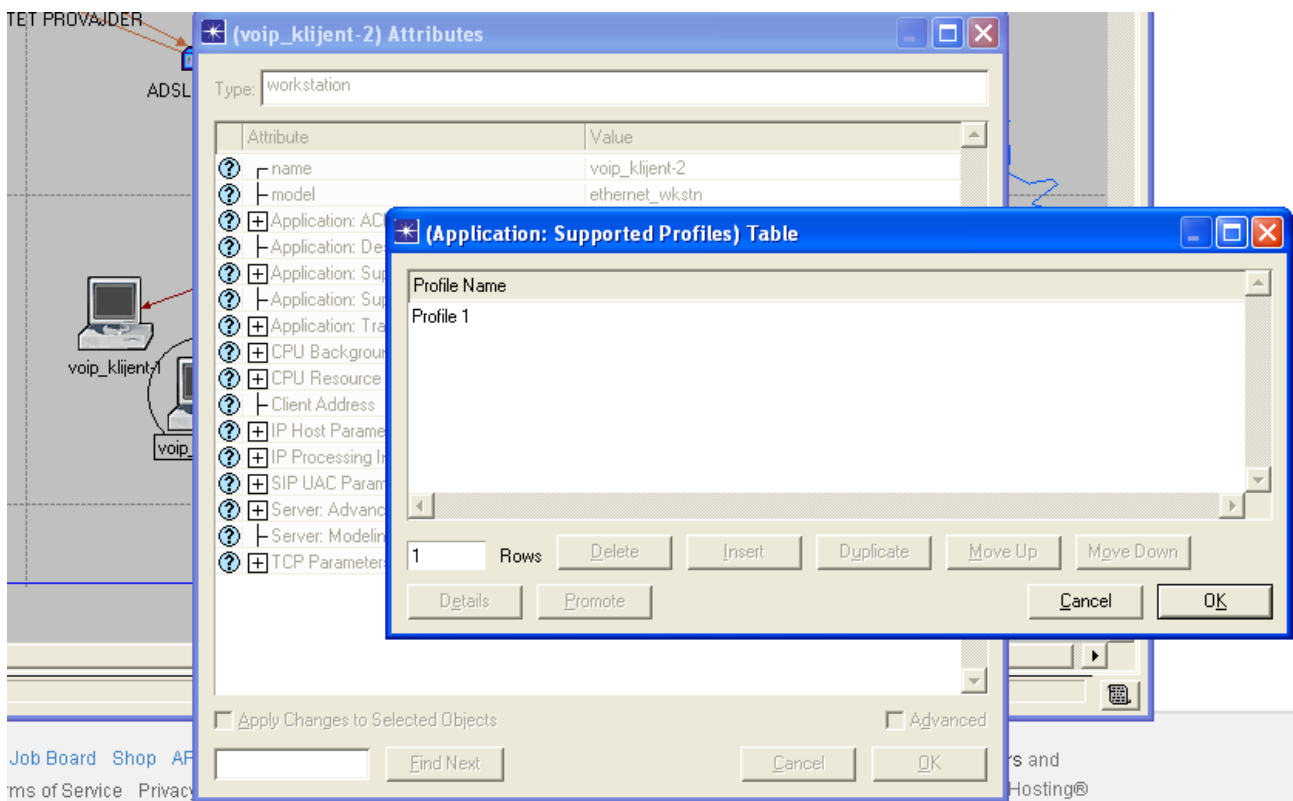 TET PROVAJDER
ADSL
voip_klijent-1
voip_
(voip_klijent-2) Attributes
Type: workstation
Attribute Value
name voip_klijent-2
model ethernet_wkstn
Application: ACE
Application: Des
Application: Sup
Application: Sup
Application: Tra
CPU Backgroun
CPU Resource
Client Address
IP Host Parame
IP Processing In
SIP UAC Param
Server: Advanc
Server: Modelin
TCP Parameters
(Application: Supported Profiles) Table
Profile Name
Profile 1
1 Rows Delete Insert Duplicate Move Up Move Down
Details Promote Cancel OK
Apply Changes to Selected Objects Advanced
Find Next Cancel OK
Job Board Shop
rs and
rms of Service Privacy
Hosting®